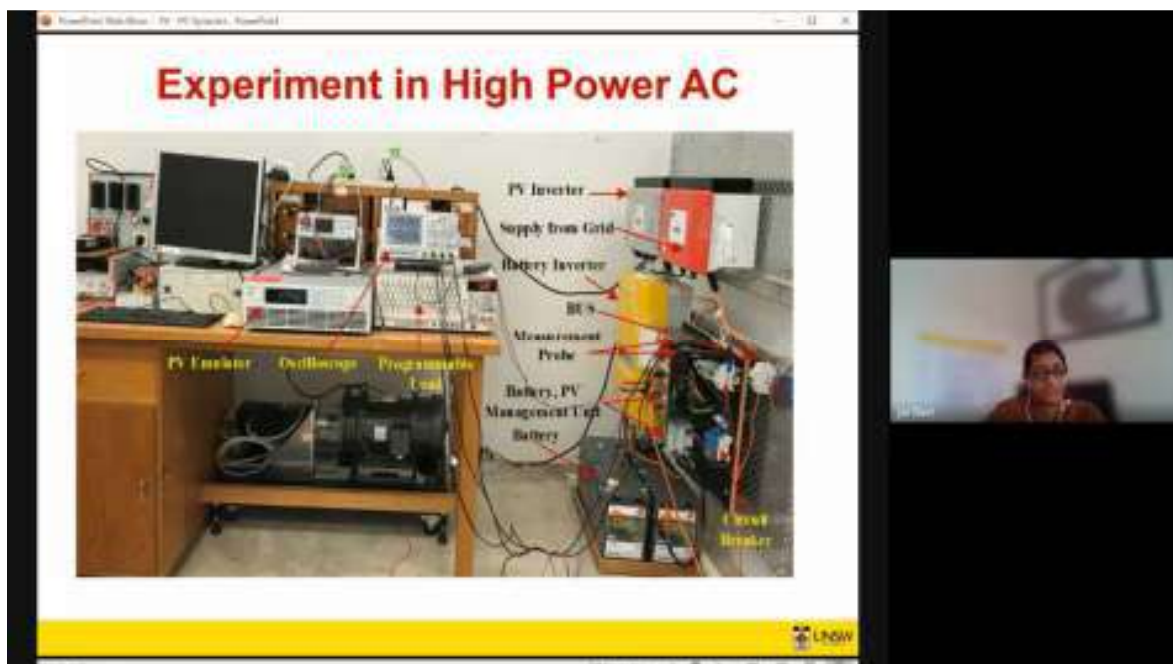 Experiment in High Power AC
PV Inverter
Supply from Grid
Battery Inverter
BUS
Measurement
Probe
PV Emulator
Oscilloscope
Programmable
Load
Battery, PV
Management Unit
Battery
Circuit
Breaker
UNSW